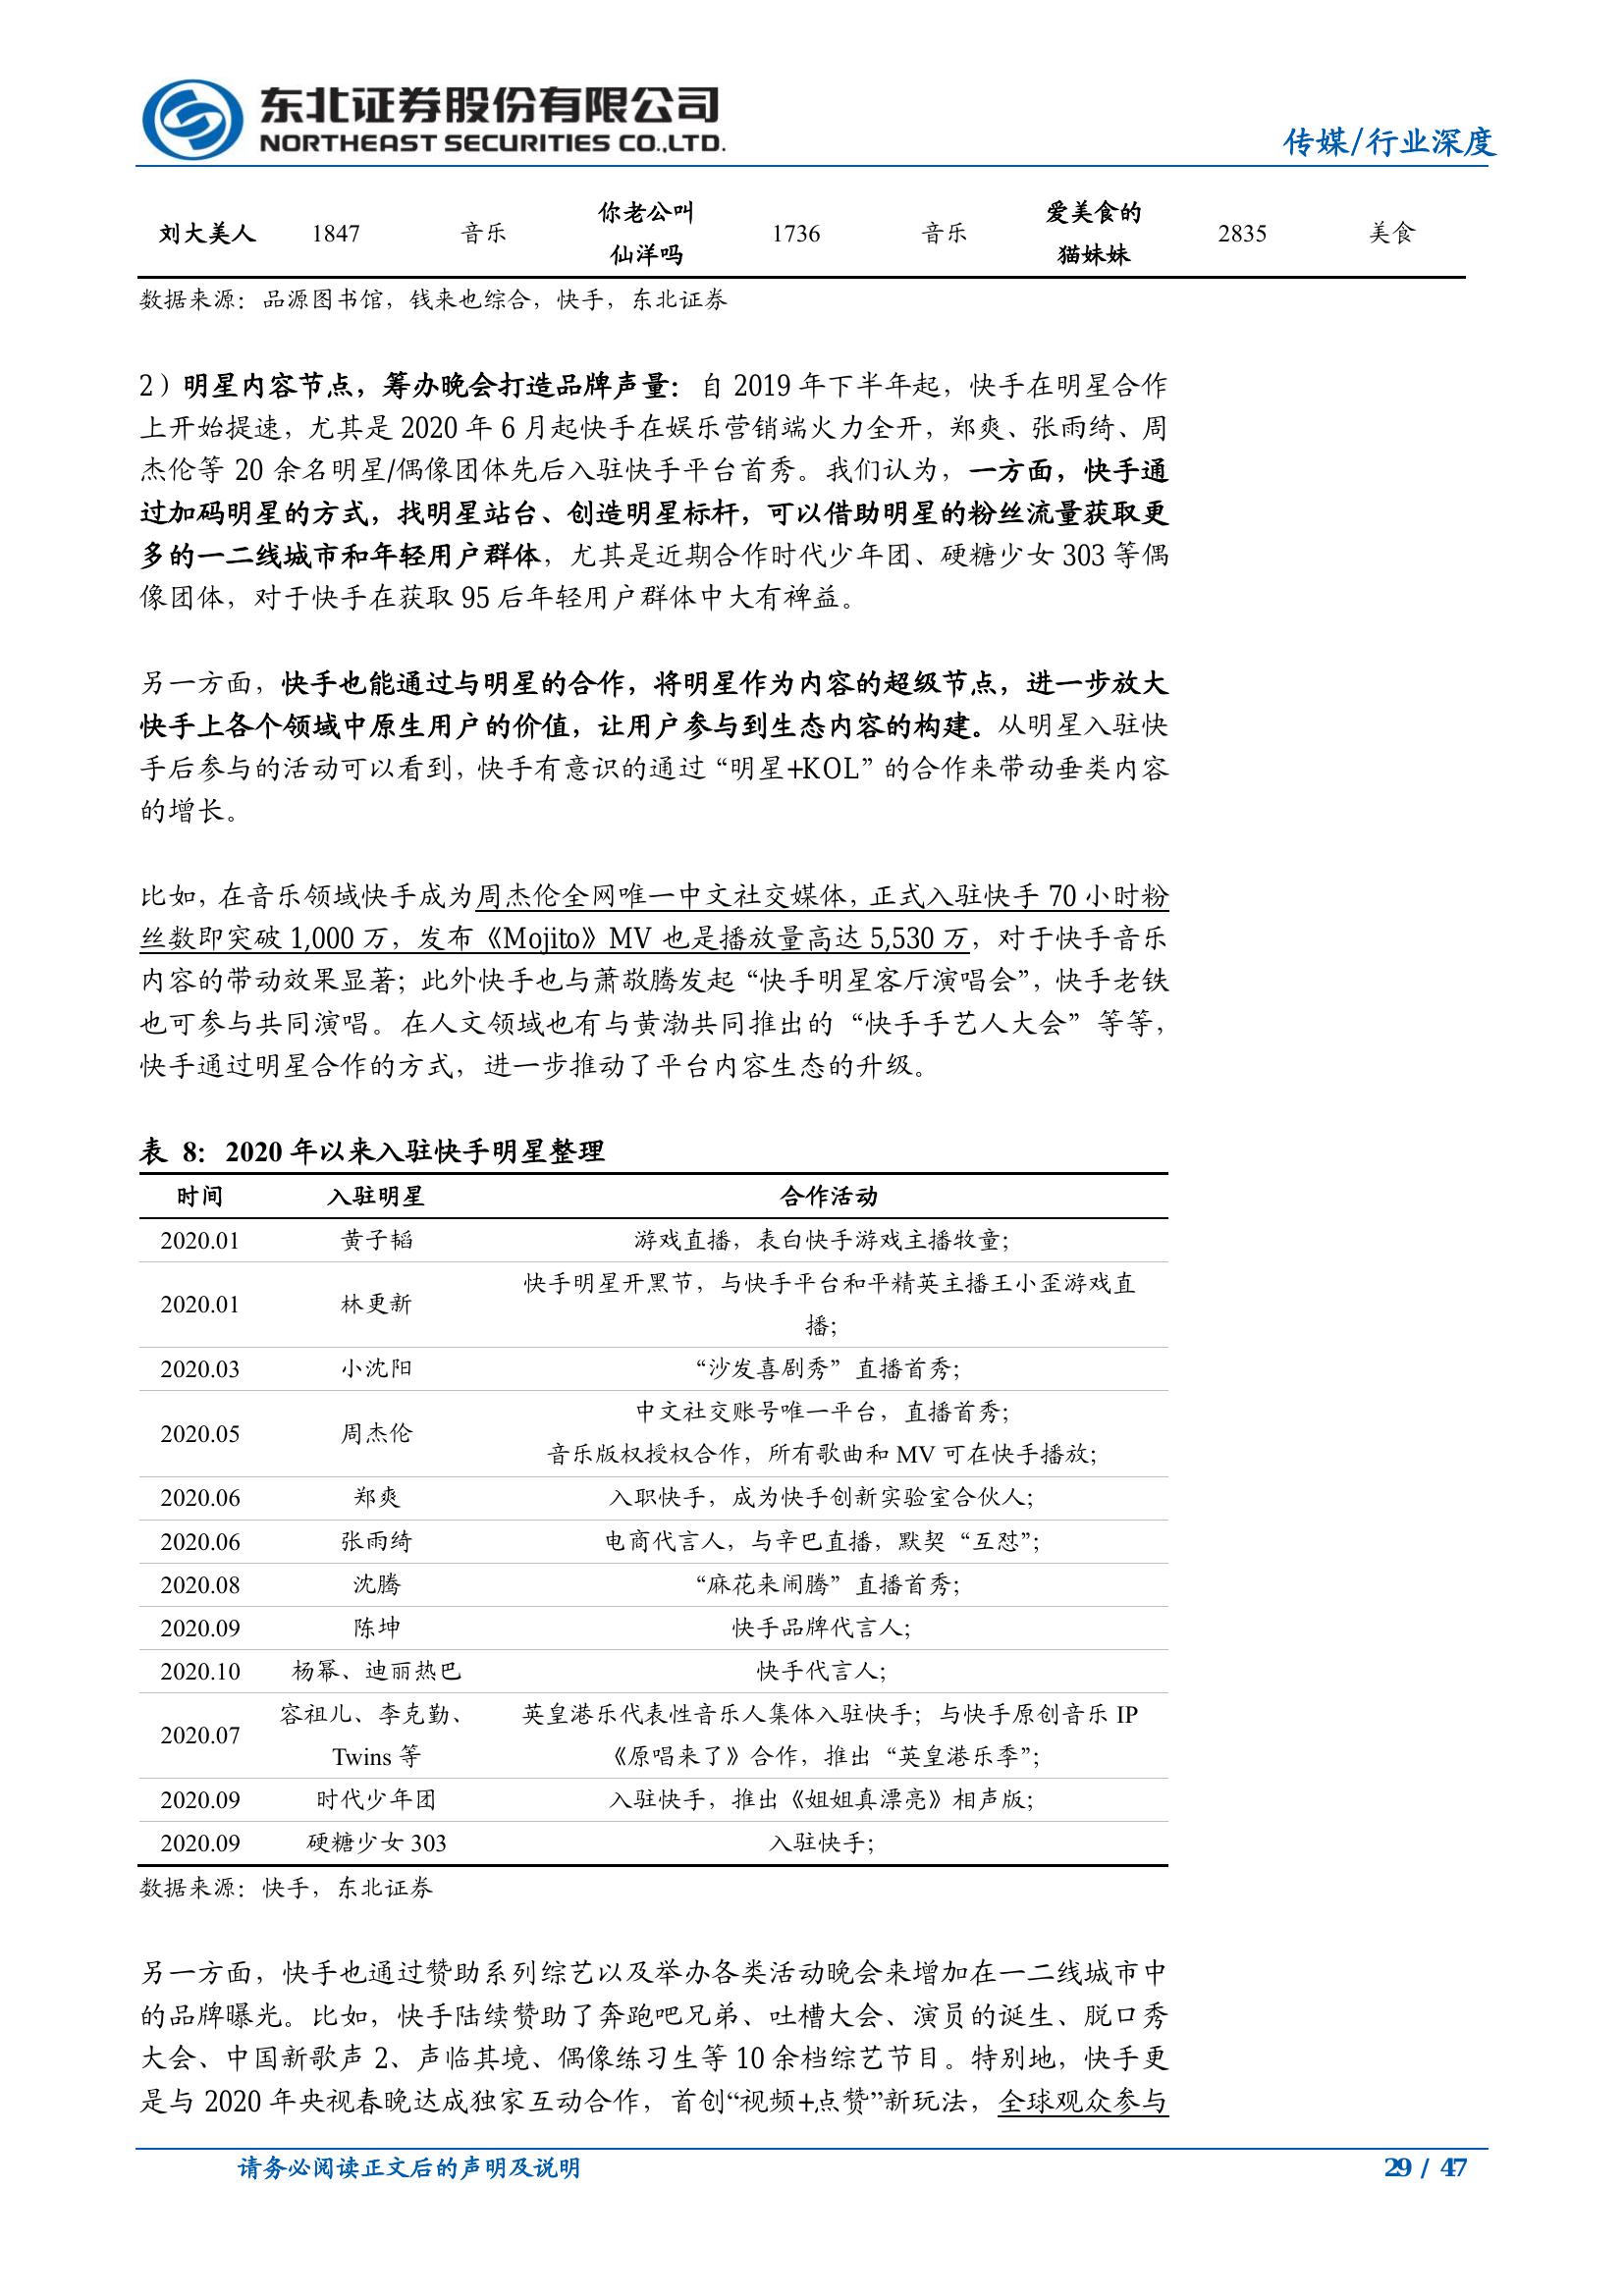 东北证券股份有限公司
NORTHEAST SECURITIES CO.,LTD.
传媒/行业深度
刘大美人 1847 音乐 你老公叫仙洋吗 1736 音乐 爱美食的猫妹妹 2835 美食
数据来源：品源图书馆，钱来也综合，快手，东北证券
2）明星内容节点，筹办晚会打造品牌声量：自 2019 年下半年起，快手在明星合作
上开始提速，尤其是 2020 年 6 月起快手在娱乐营销端火力全开，郑爽、张雨绮、周
杰伦等 20 余名明星/偶像团体先后入驻快手平台首秀。我们认为，一方面，快手通
过加码明星的方式，找明星站台、创造明星标杆，可以借助明星的粉丝流量获取更
多的一二线城市和年轻用户群体，尤其是近期合作时代少年团、硬糖少女 303 等偶
像团体，对于快手在获取 95 后年轻用户群体中大有裨益。
另一方面，快手也能通过与明星的合作，将明星作为内容的超级节点，进一步放大
快手上各个领域中原生用户的价值，让用户参与到生态内容的构建。从明星入驻快
手后参与的活动可以看到，快手有意识的通过“明星+KOL”的合作来带动垂类内容
的增长。
比如，在音乐领域快手成为周杰伦全网唯一中文社交媒体，正式入驻快手 70 小时粉
丝数即突破 1,000 万，发布《Mojito》MV 也是播放量高达 5,530 万，对于快手音乐
内容的带动效果显著；此外快手也与萧敬腾发起“快手明星客厅演唱会”，快手老铁
也可参与共同演唱。在人文领域也有与黄渤共同推出的“快手手艺人大会”等等，
快手通过明星合作的方式，进一步推动了平台内容生态的升级。
表 8：2020 年以来入驻快手明星整理
时间 入驻明星 合作活动
2020.01 黄子韬 游戏直播，表白快手游戏主播牧童；
2020.01 林更新 快手明星开黑节，与快手平台和平精英主播王小歪游戏直
播；
2020.03 小沈阳 “沙发喜剧秀”直播首秀；
2020.05 周杰伦 中文社交账号唯一平台，直播首秀；
音乐版权授权合作，所有歌曲和 MV 可在快手播放；
2020.06 郑爽 入职快手，成为快手创新实验室合伙人；
2020.06 张雨绮 电商代言人，与辛巴直播，默契“互怼”；
2020.08 沈腾 “麻花来闹腾”直播首秀；
2020.09 陈坤 快手品牌代言人；
2020.10 杨幂、迪丽热巴 快手代言人；
2020.07 容祖儿、李克勤、Twins 等 英皇港乐代表性音乐人集体入驻快手；与快手原创音乐 IP
《原唱来了》合作，推出“英皇港乐季”；
2020.09 时代少年团 入驻快手，推出《姐姐真漂亮》相声版；
2020.09 硬糖少女 303 入驻快手；
数据来源：快手，东北证券
另一方面，快手也通过赞助系列综艺以及举办各类活动晚会来增加在一二线城市中
的品牌曝光。比如，快手陆续赞助了奔跑吧兄弟、吐槽大会、演员的诞生、脱口秀
大会、中国新歌声 2、声临其境、偶像练习生等 10 余档综艺节目。特别地，快手更
是与 2020 年央视春晚达成独家互动合作，首创“视频+点赞”新玩法，全球观众参与
请务必阅读正文后的声明及说明
29 / 47